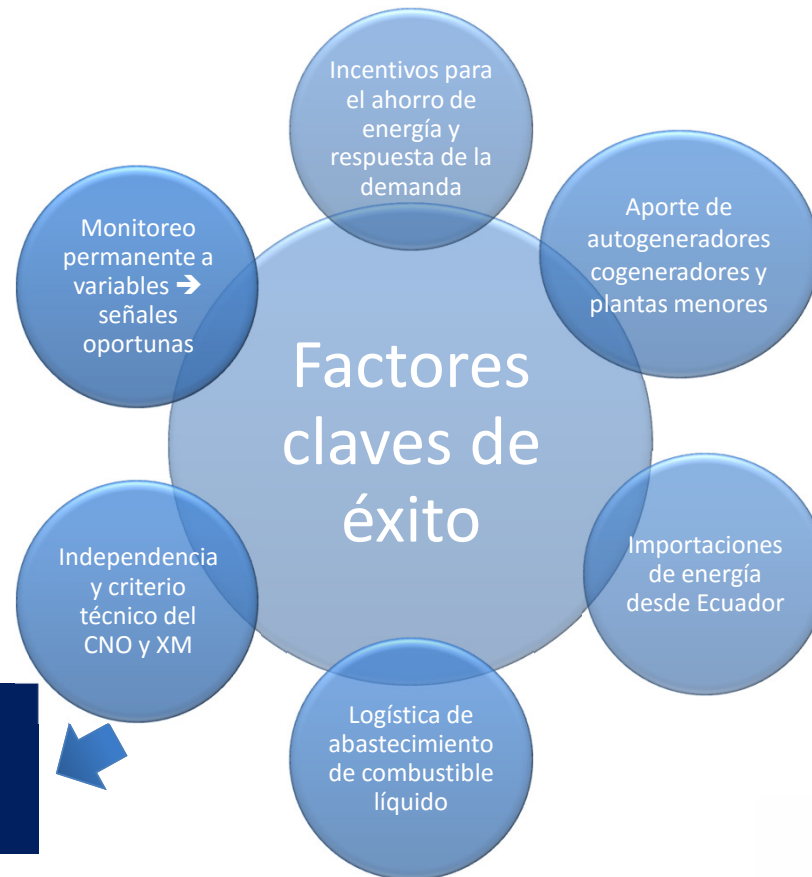 Incentivos para
el ahorro de
energía y
respuesta de la
demanda
Aporte de
autogeneradores
cogeneradores y
plantas menores
Importaciones
de energía
desde Ecuador
Logística de
abastecimiento
de combustible
líquido
Independencia
y criterio
técnico del
CNO y XM
Monitoreo
permanente a
variables ➔
señales
oportunas
Factores
claves de
éxito